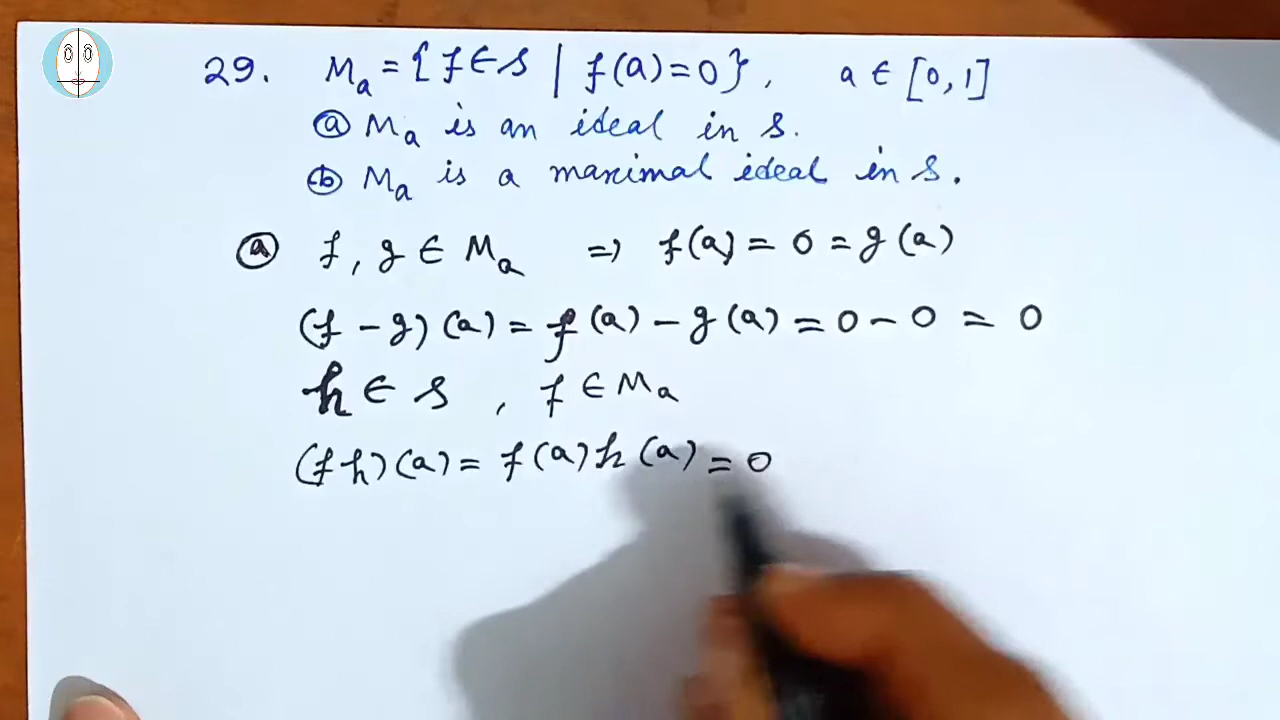 29. Mₐ = {f ∈ S | f(a) = 0}, a ∈ [0, 1]
ⓐ Mₐ is an ideal in S.
ⓑ Mₐ is a maximal ideal in S.
ⓐ f, g ∈ Mₐ ⇒ f(a) = 0 = g(a)
(f - g)(a) = f(a) - g(a) = 0 - 0 = 0
h ∈ S, f ∈ Mₐ
(fh)(a) = f(a)h(a) = 0